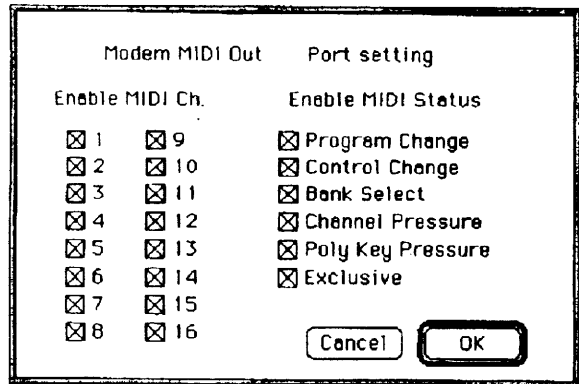 Modem MIDI Out Port setting
Enable MIDI Ch. Enable MIDI Status
1 9 Program Change
2 10 Control Change
3 11 Bank Select
4 12 Channel Pressure
5 13 Poly Key Pressure
6 14 Exclusive
7 15
8 16
Cancel OK